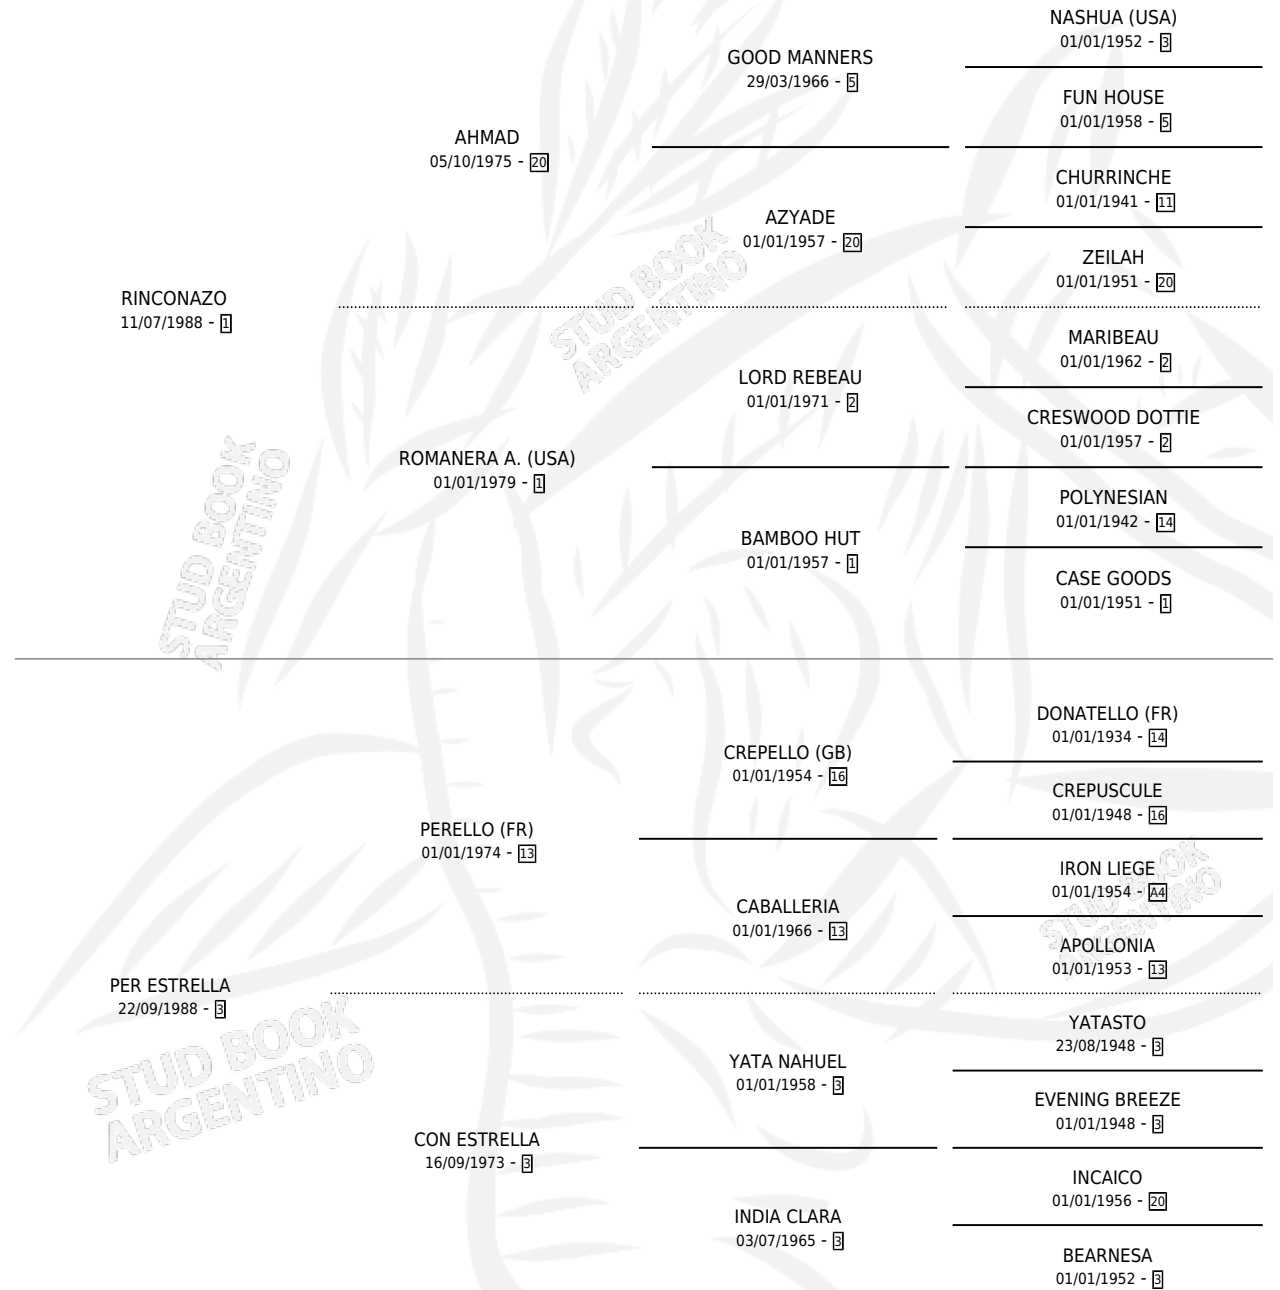 NASHUA (USA)
01/01/1952 - 3
GOOD MANNERS
29/03/1966 - 5
FUN HOUSE
01/01/1958 - 5
AHMAD
05/10/1975 - 20
CHURRINCHE
01/01/1941 - 11
AZYADE
01/01/1957 - 20
ZEILAH
01/01/1951 - 20
RINCONAZO
11/07/1988 - 1
MARIBEAU
01/01/1962 - 2
LORD REBEAU
01/01/1971 - 2
CRESWOOD DOTTIE
01/01/1957 - 2
ROMANERA A. (USA)
01/01/1979 - 1
POLYNESIAN
01/01/1942 - 14
BAMBOO HUT
01/01/1957 - 1
CASE GOODS
01/01/1951 - 1
DONATELLO (FR)
01/01/1934 - 14
CREPELLO (GB)
01/01/1954 - 16
CREPUSCULE
01/01/1948 - 16
PERELLO (FR)
01/01/1974 - 13
IRON LIEGE
01/01/1954 - A4
CABALLERIA
01/01/1966 - 13
APOLLONIA
01/01/1953 - 13
PER ESTRELLA
22/09/1988 - 3
YATASTO
23/08/1948 - 3
YATA NAHUEL
01/01/1958 - 3
EVENING BREEZE
01/01/1948 - 3
CON ESTRELLA
16/09/1973 - 3
INCAICO
01/01/1956 - 20
INDIA CLARA
03/07/1965 - 3
BEARNESA
01/01/1952 - 3
STUD BOOK
ARGENTINO
STUD BOOK
ARGENTINO
STUD BOOK
ARGENTINO
STUD BOOK
ARGENTINO